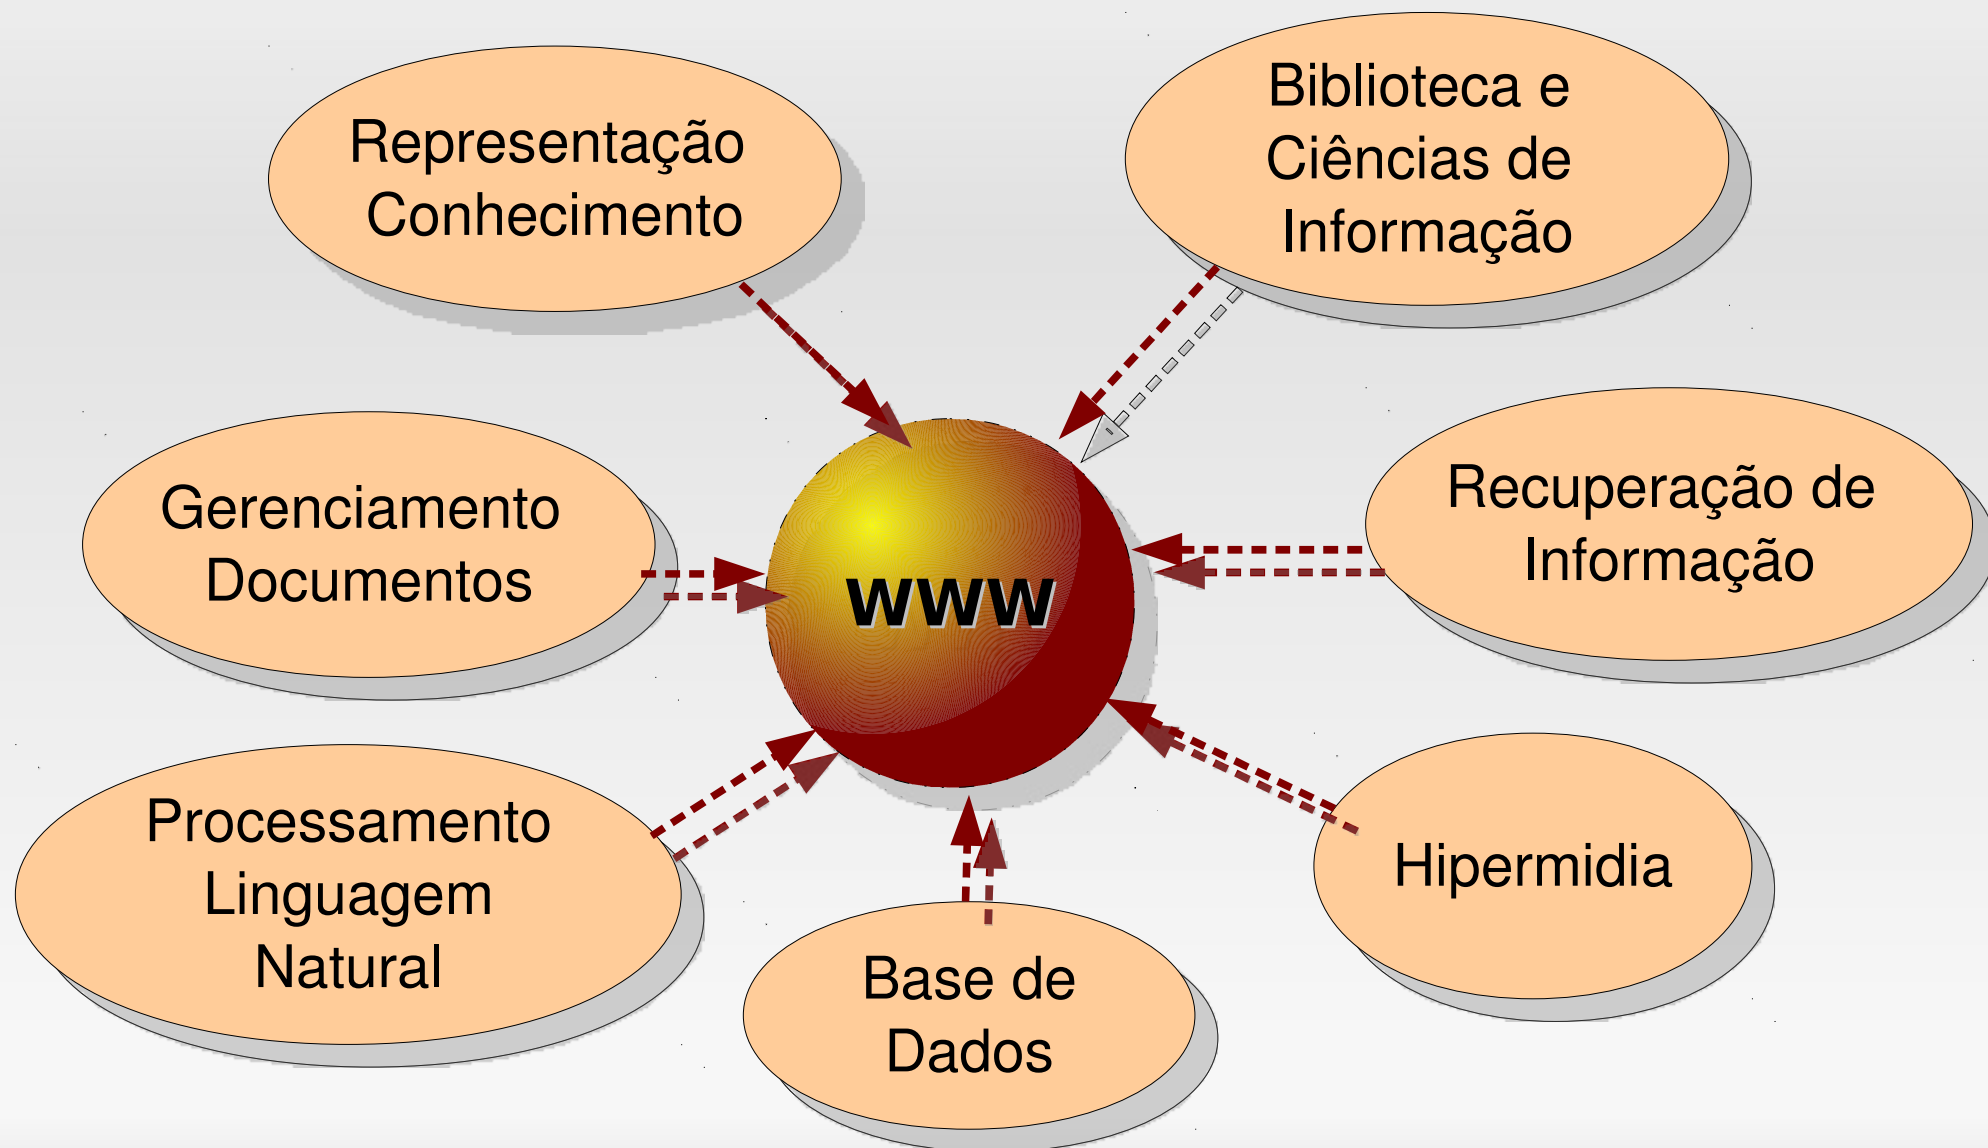 Representação
Conhecimento
Biblioteca e
Ciências de
Informação
Gerenciamento
Documentos
www
Recuperação de
Informação
Processamento
Linguagem
Natural
Base de
Dados
Hipermidia